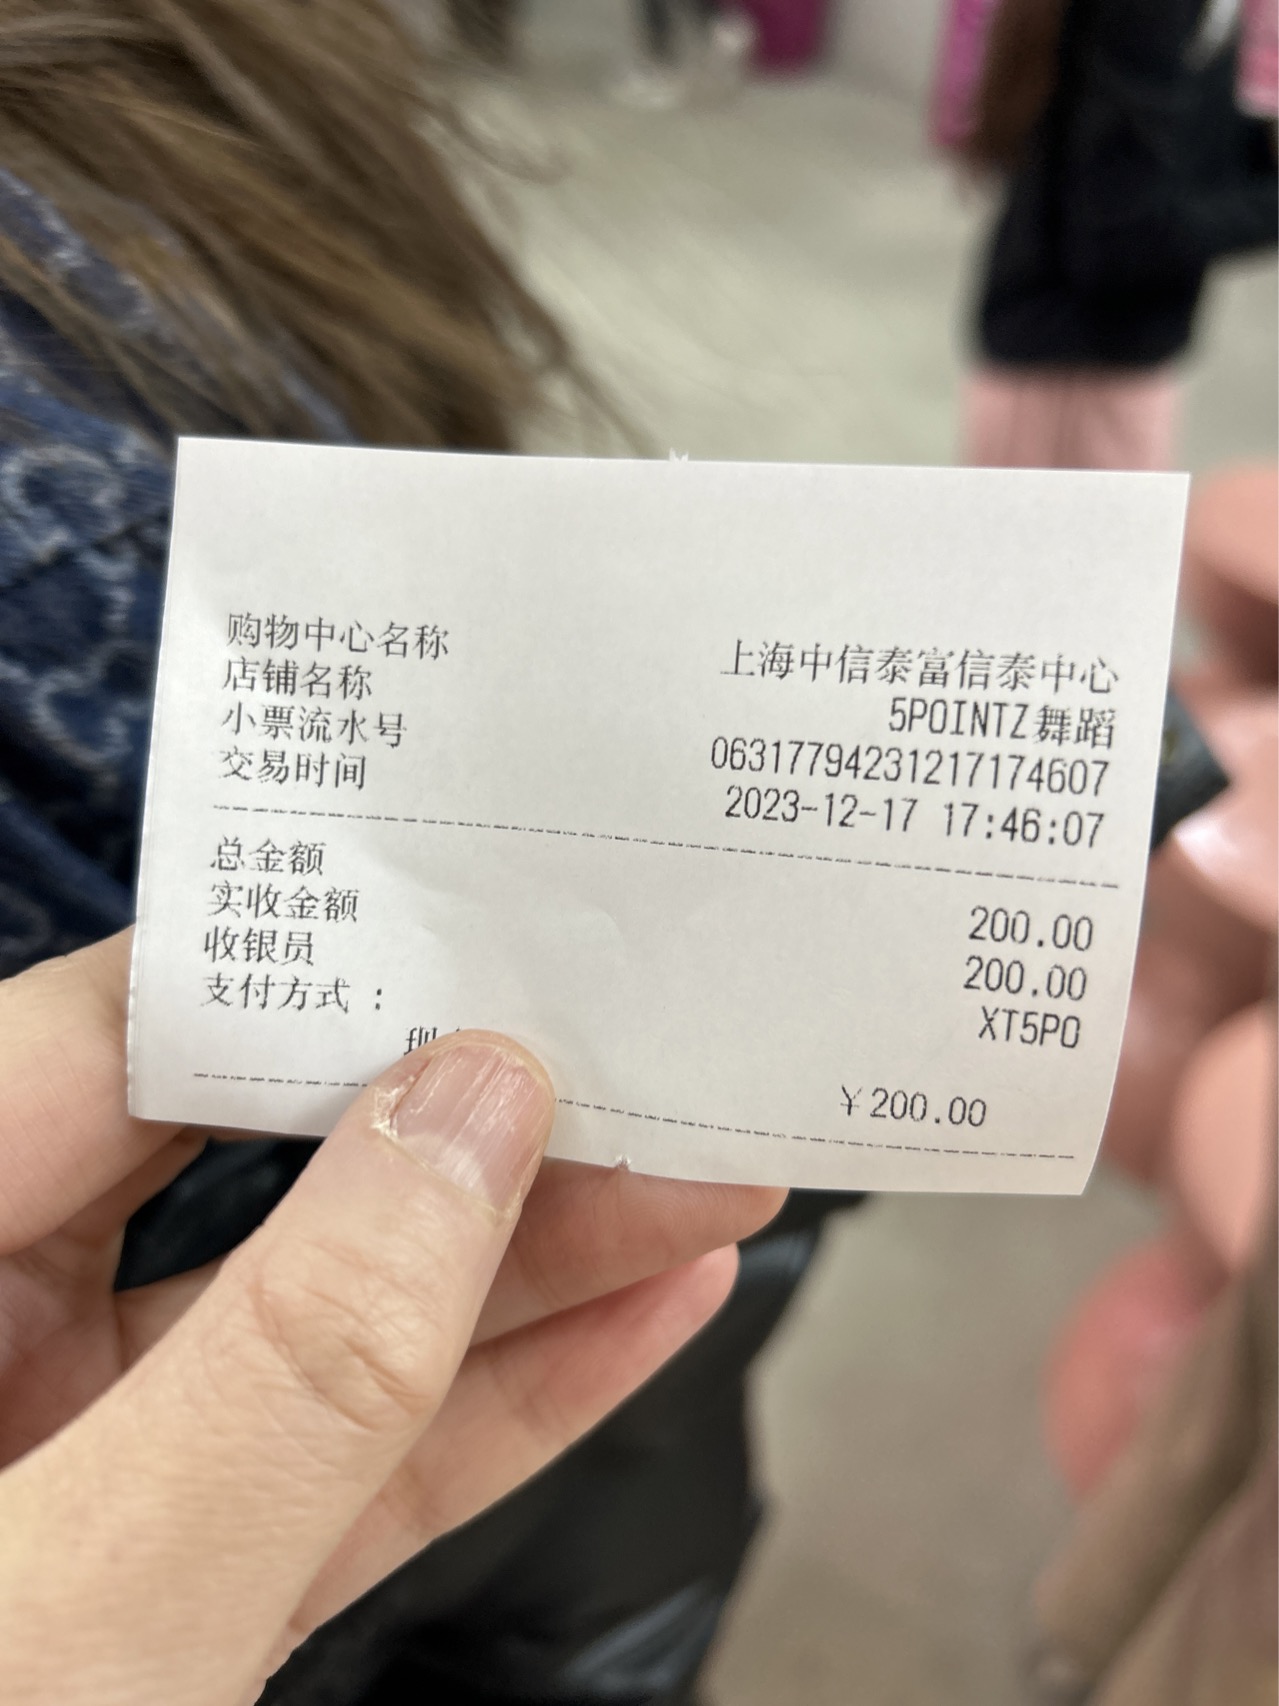 购物中心名称 上海中信泰富信泰中心
店铺名称 5POINTZ舞蹈
小票流水号 06317794231217174607
交易时间 2023-12-17 17:46:07
总金额 200.00
实收金额 200.00
收银员 XT5PO
支付方式：
￥200.00